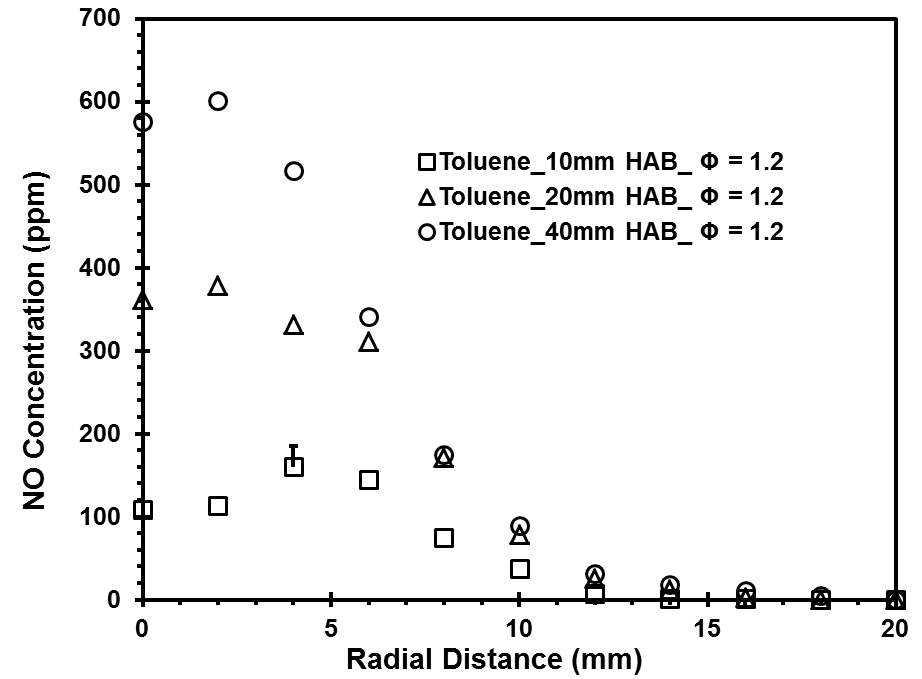 700
600
500
400
300
200
100
0
NO Concentration (ppm)
Toluene_10mm HAB_ Φ = 1.2
Toluene_20mm HAB_ Φ = 1.2
Toluene_40mm HAB_ Φ = 1.2
0 5 10 15 20
Radial Distance (mm)